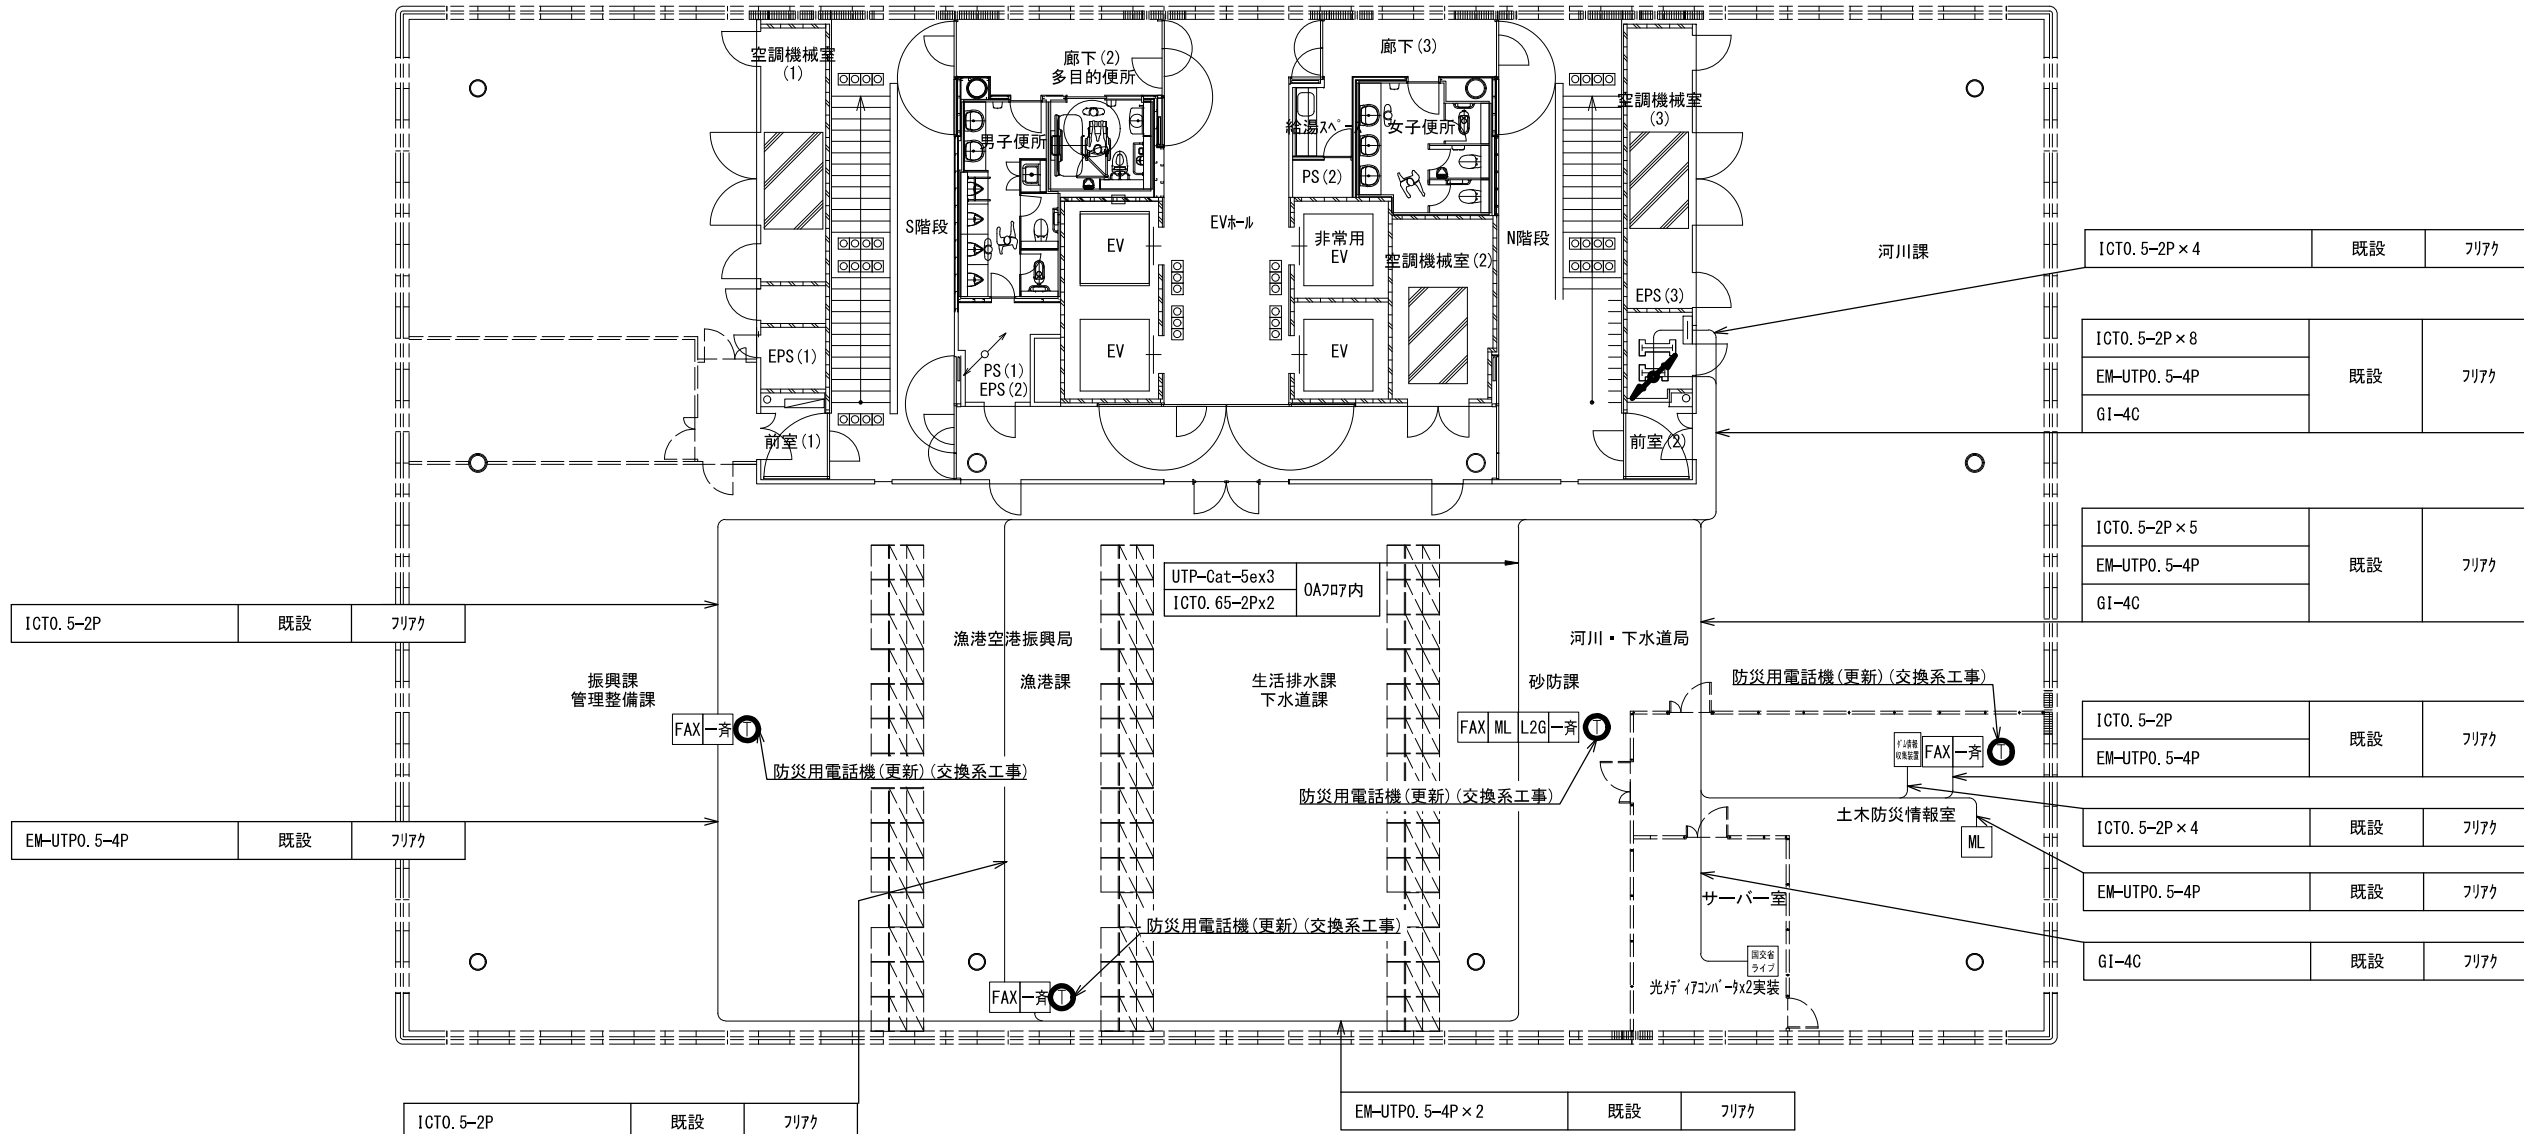 空調機械室
(1)
廊下(2)
多目的便所
廊下(3)
空調機械室
(3)
男子便所
給湯スペース
女子便所
PS(2)
S階段
EV
EVホール
非常用
EV
空調機械室(2)
N階段
河川課
ICT0.5-2P×4 既設 フリアク
EPS(3)
EPS(1)
PS(1)
EPS(2)
EV
EV
ICT0.5-2P×8
EM-UTP0.5-4P 既設 フリアク
GI-4C
前室(1)
前室(2)
ICT0.5-2P×5
EM-UTP0.5-4P 既設 フリアク
GI-4C
UTP-Cat-5ex3
ICT0.65-2Px2
OAフロア内
ICT0.5-2P 既設 フリアク
漁港空港振興局
河川・下水道局
振興課
管理整備課
漁港課
生活排水課
下水道課
砂防課
防災用電話機(更新)(交換系工事)
FAX 一斉 T
FAX ML L2G 一斉 T
ダム情報
収集装置
FAX 一斉 T
ICT0.5-2P
EM-UTP0.5-4P 既設 フリアク
防災用電話機(更新)(交換系工事)
防災用電話機(更新)(交換系工事)
土木防災情報室
ML
ICT0.5-2P×4 既設 フリアク
EM-UTP0.5-4P 既設 フリアク
EM-UTP0.5-4P 既設 フリアク
サーバー室
防災用電話機(更新)(交換系工事)
国交省
ライブ
GI-4C 既設 フリアク
光メディアコンバータx2実装
FAX 一斉 T
ICT0.5-2P 既設 フリアク
EM-UTP0.5-4P×2 既設 フリアク